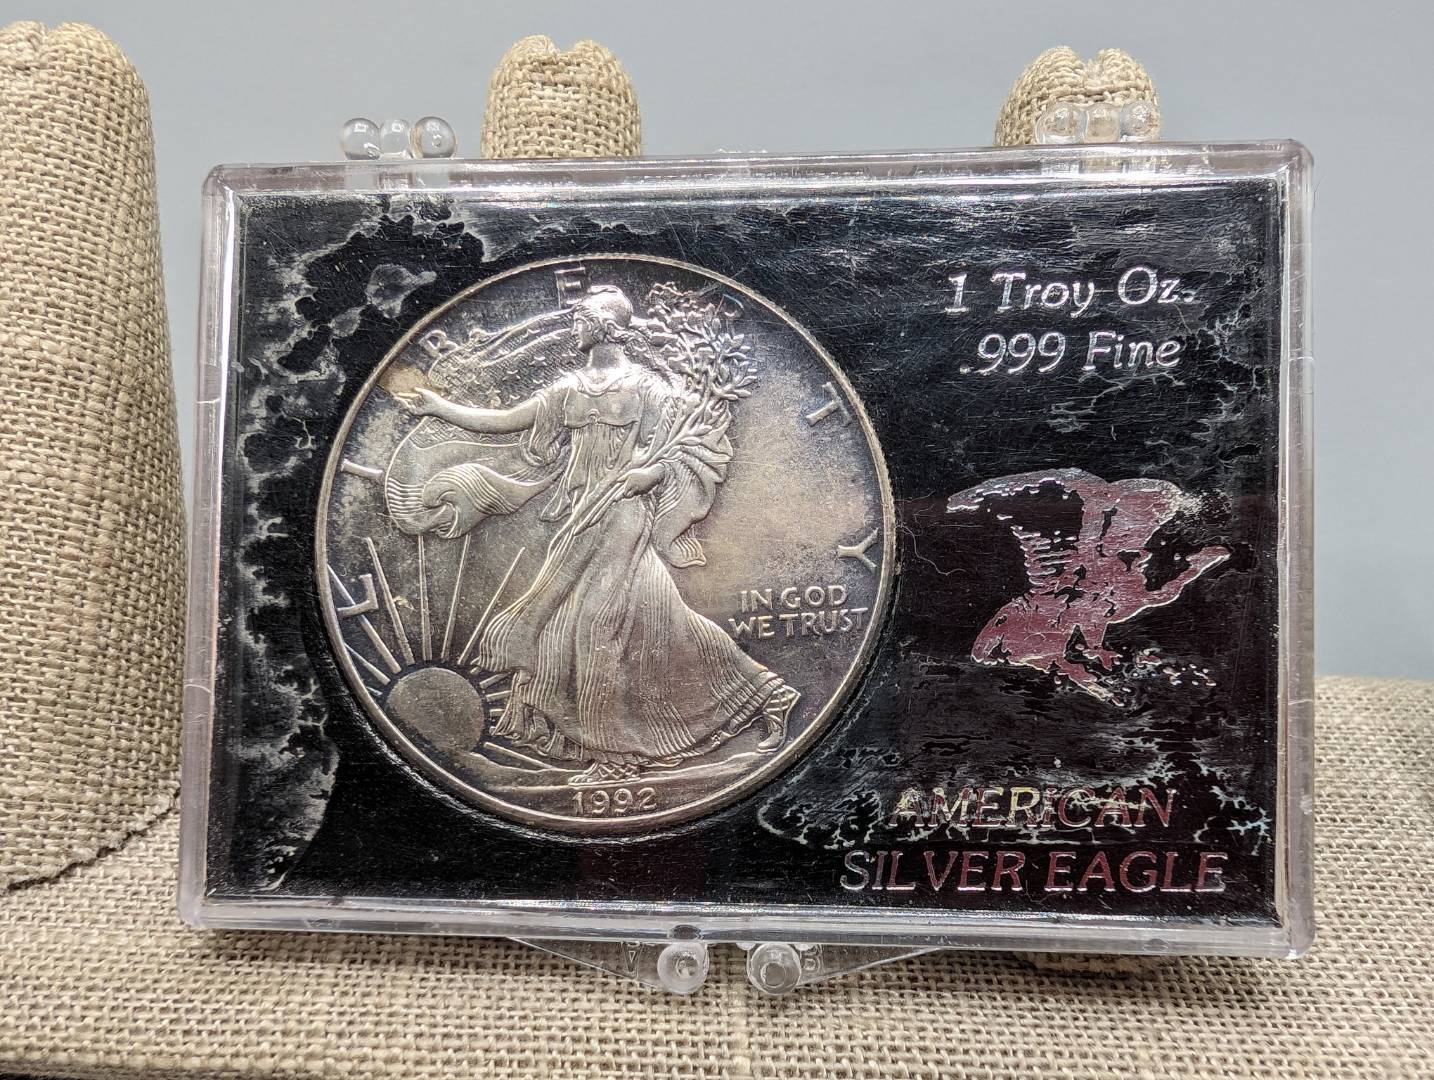 LIBERTY
IN GOD
WE TRUST
1992
1 Troy Oz.
.999 Fine
AMERICAN
SILVER EAGLE